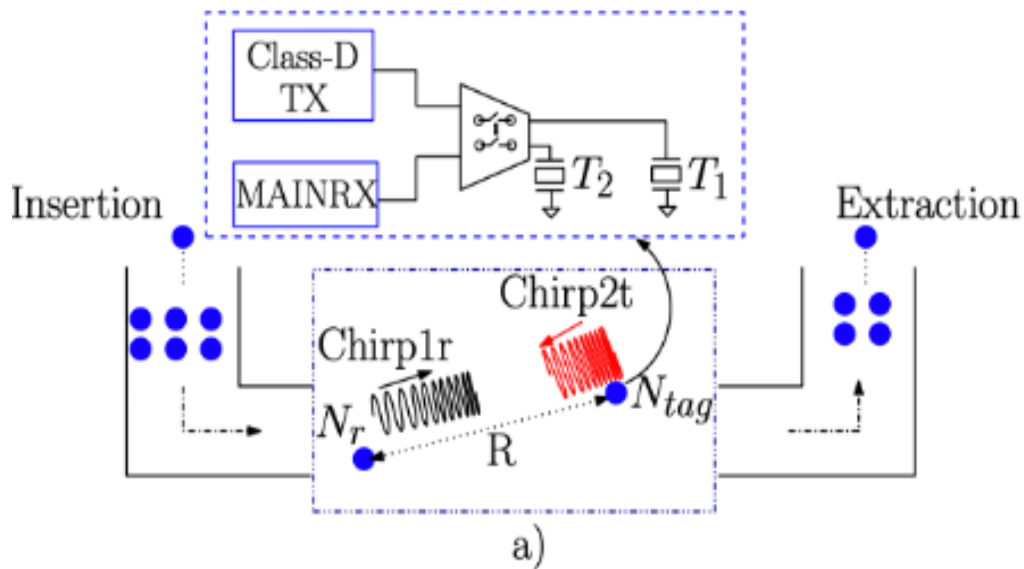 Class-D
TX
MAINRX
T2
T1
Insertion
Extraction
Chirp2t
Chirp1r
Nr
Ntag
R
a)